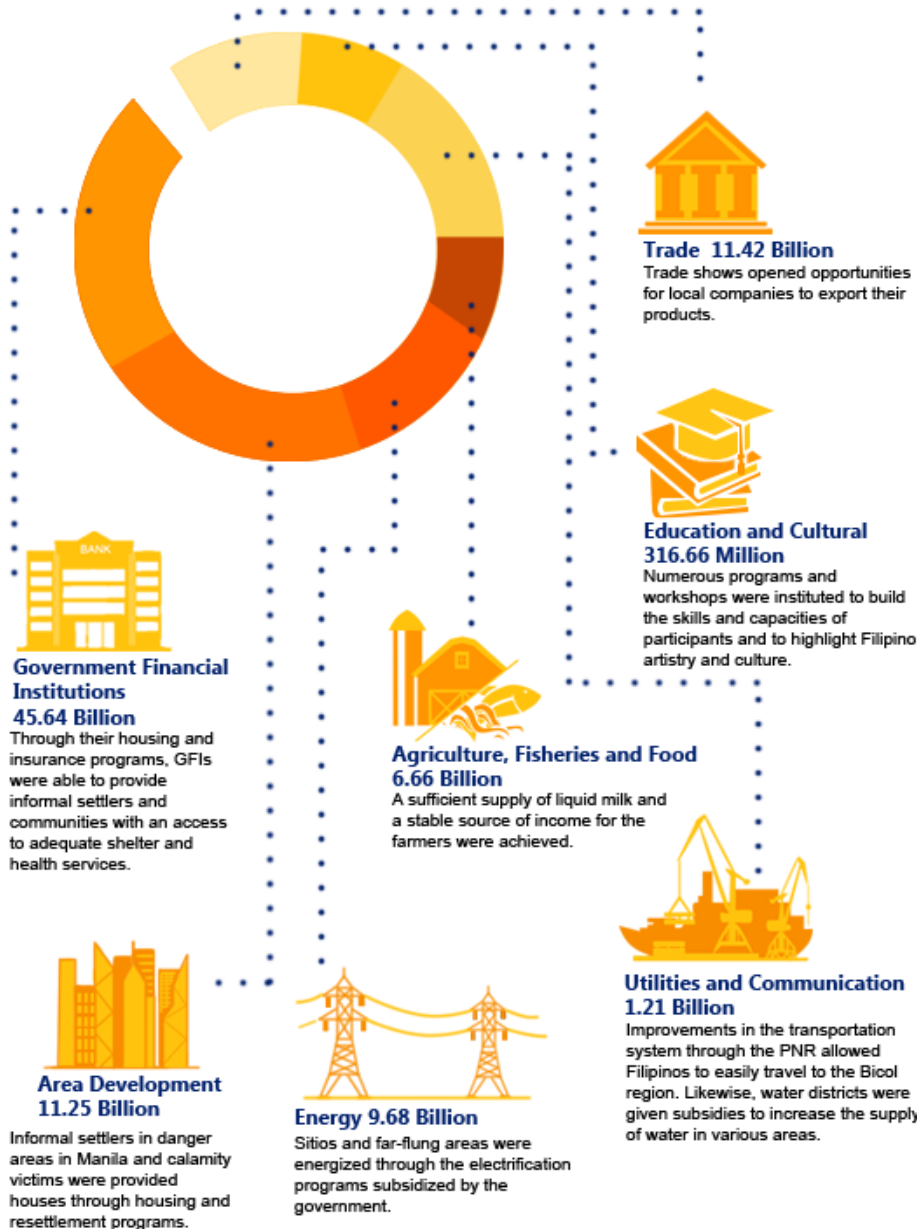 Trade 11.42 Billion
Trade shows opened opportunities
for local companies to export their
products.
Education and Cultural
316.66 Million
Numerous programs and
workshops were instituted to build
the skills and capacities of
participants and to highlight Filipino
artistry and culture.
BANK
Government Financial
Institutions
45.64 Billion
Through their housing and
insurance programs, GFIs
were able to provide
informal settlers and
communities with an access
to adequate shelter and
health services.
Agriculture, Fisheries and Food
6.66 Billion
A sufficient supply of liquid milk and
a stable source of income for the
farmers were achieved.
Utilities and Communication
1.21 Billion
Improvements in the transportation
system through the PNR allowed
Filipinos to easily travel to the Bicol
region. Likewise, water districts were
given subsidies to increase the supply
of water in various areas.
Area Development
11.25 Billion
Informal settlers in danger
areas in Manila and calamity
victims were provided
houses through housing and
resettlement programs.
Energy 9.68 Billion
Sitios and far-flung areas were
energized through the electrification
programs subsidized by the
government.